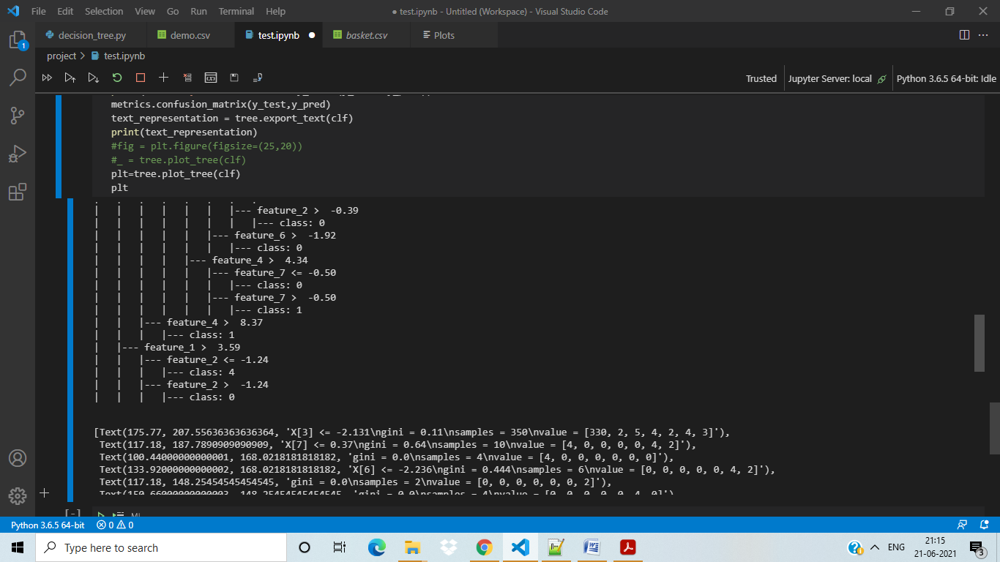 File Edit Selection View Go Run Terminal Help ● test.ipynb - Untitled (Workspace) - Visual Studio Code
decision_tree.py demo.csv test.ipynb basket.csv Plots
1
project > test.ipynb
Trusted Jupyter Server: local Python 3.6.5 64-bit: Idle
metrics.confusion_matrix(y_test,y_pred)
text_representation = tree.export_text(clf)
print(text_representation)
#fig = plt.figure(figsize=(25,20))
#_ = tree.plot_tree(clf)
plt=tree.plot_tree(clf)
plt
| | | | | | |--- feature_2 > -0.39
| | | | | | | |--- class: 0
| | | | | |--- feature_6 > -1.92
| | | | | | |--- class: 0
| | | | |--- feature_4 > 4.34
| | | | | |--- feature_7 <= -0.50
| | | | | | |--- class: 0
| | | | | |--- feature_7 > -0.50
| | | | | | |--- class: 1
| | |--- feature_4 > 8.37
| | | |--- class: 1
| |--- feature_1 > 3.59
| | |--- feature_2 <= -1.24
| | | |--- class: 4
| | |--- feature_2 > -1.24
| | | |--- class: 0
[Text(175.77, 207.55636363636364, 'X[3] <= -2.131\ngini = 0.11\nsamples = 350\nvalue = [330, 2, 5, 4, 2, 4, 3]'),
Text(117.18, 187.7890909090909, 'X[7] <= 0.37\ngini = 0.64\nsamples = 10\nvalue = [4, 0, 0, 0, 0, 4, 2]'),
Text(100.44000000000001, 168.0218181818182, 'gini = 0.0\nsamples = 4\nvalue = [4, 0, 0, 0, 0, 0, 0]'),
Text(133.92000000000002, 168.0218181818182, 'X[6] <= -2.236\ngini = 0.444\nsamples = 6\nvalue = [0, 0, 0, 0, 0, 4, 2]'),
Text(117.18, 148.25454545454545, 'gini = 0.0\nsamples = 2\nvalue = [0, 0, 0, 0, 0, 0, 2]'),
Text(150.66000000000003, 148.25454545454545, 'gini = 0.0\nsamples = 4\nvalue = [0, 0, 0, 0, 0, 4, 0]')
[-] ML
Python 3.6.5 64-bit 0 0
Type here to search
ENG
21:15
21-06-2021
3